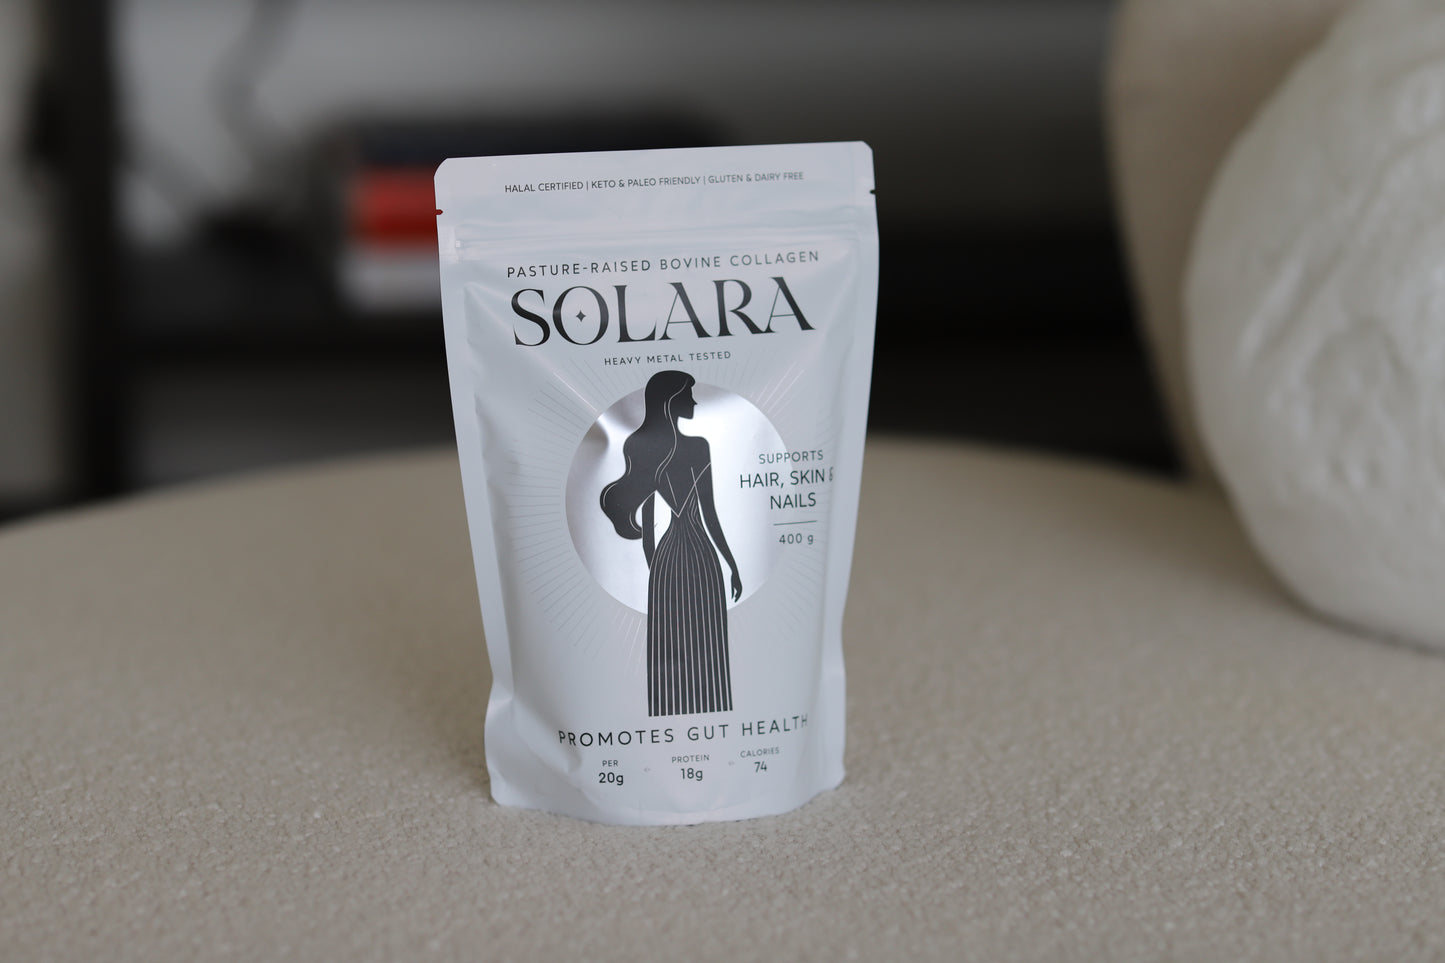 HALAL CERTIFIED | KETO & PALEO FRIENDLY | GLUTEN & DAIRY FREE
PASTURE-RAISED BOVINE COLLAGEN
SOLARA
HEAVY METAL TESTED
SUPPORTS
HAIR, SKIN &
NAILS
400 g
PROMOTES GUT HEALTH
PER PROTEIN CALORIES
20g 18g 74